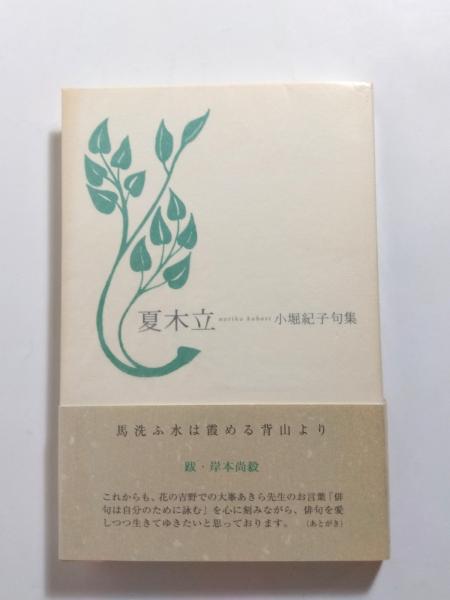 夏木立 noriko kobori 小堀紀子句集
馬洗ふ水は霞める背山より
跋・岸本尚毅
これからも、花の吉野での大峯あきら先生のお言葉「俳
句は自分のために詠む」を心に刻みながら、俳句を愛
しつつ生きてゆきたいと思っております。（あとがき）